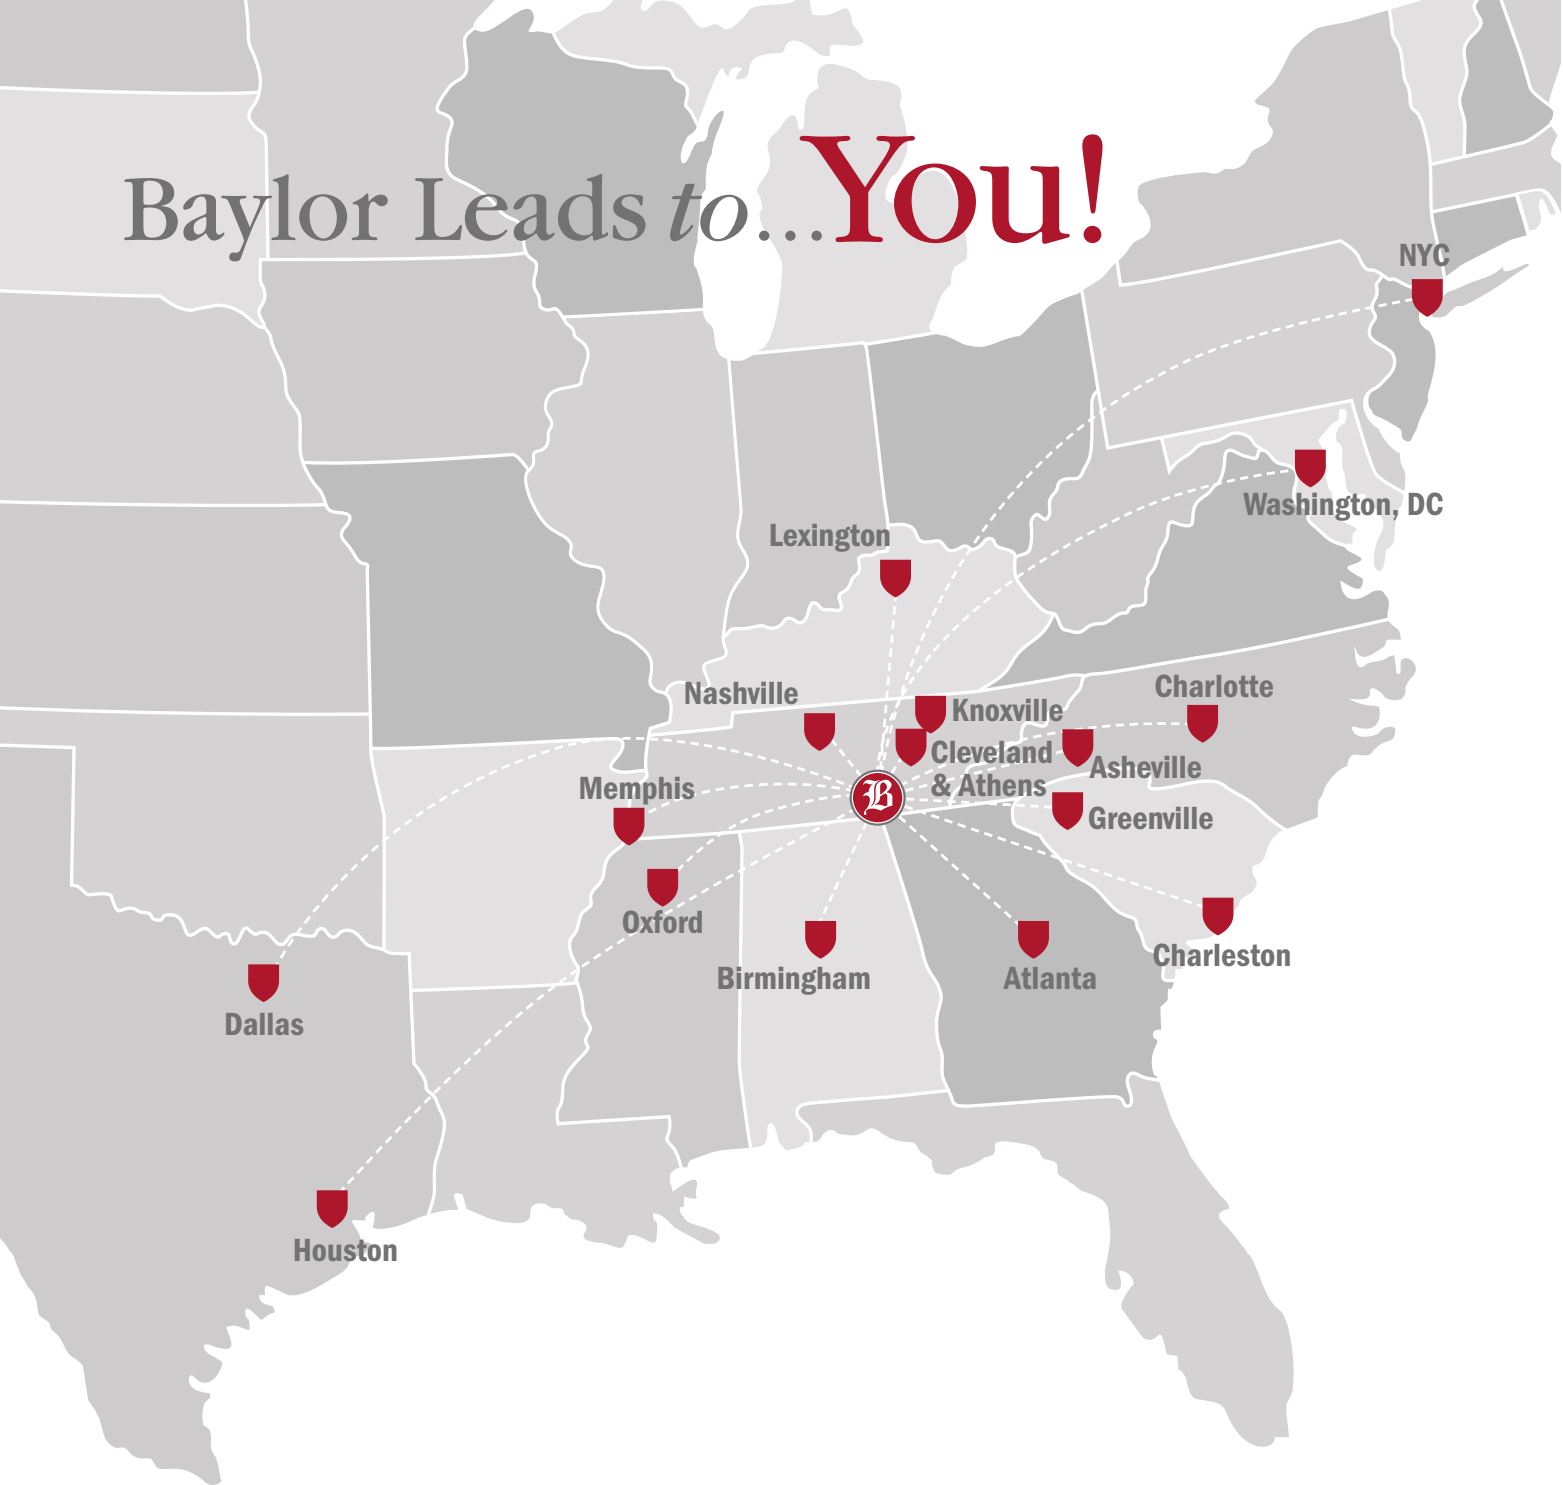 Baylor Leads to...You!
NYC
Washington, DC
Lexington
Nashville
Knoxville
Charlotte
Cleveland
& Athens
Asheville
Memphis
B
Greenville
Oxford
Birmingham
Atlanta
Charleston
Dallas
Houston